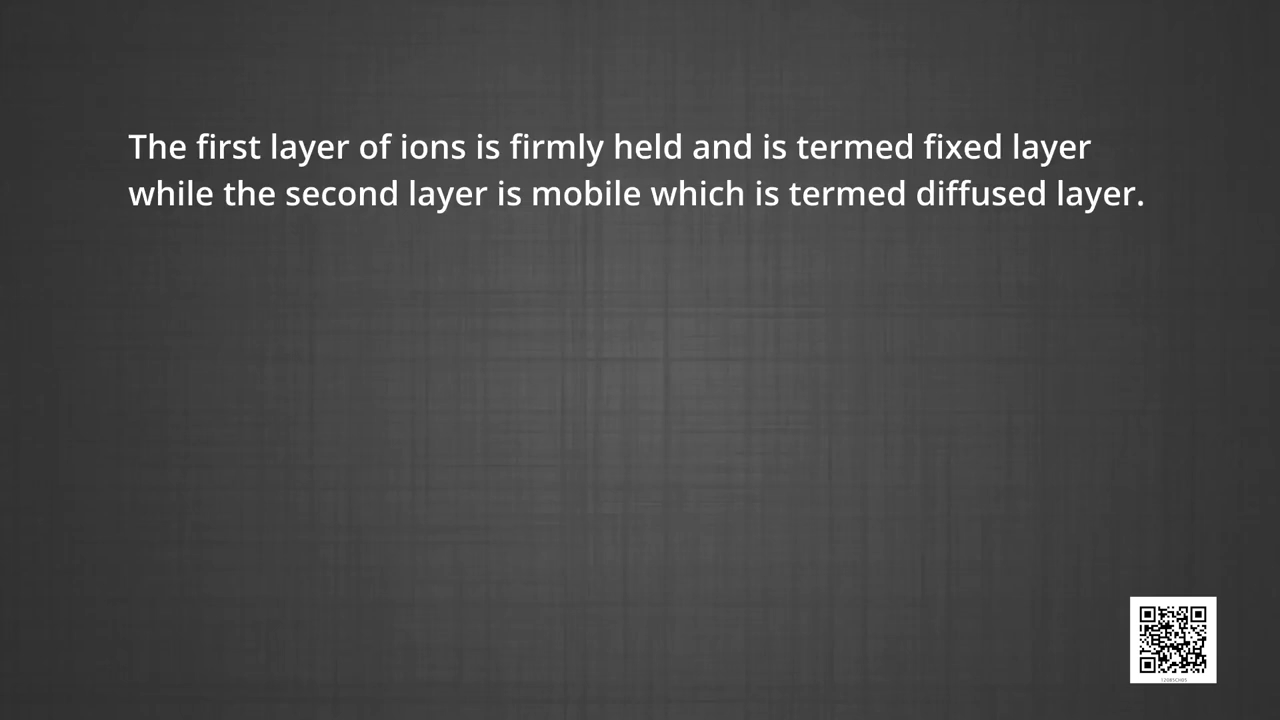 The first layer of ions is firmly held and is termed fixed layer
while the second layer is mobile which is termed diffused layer.